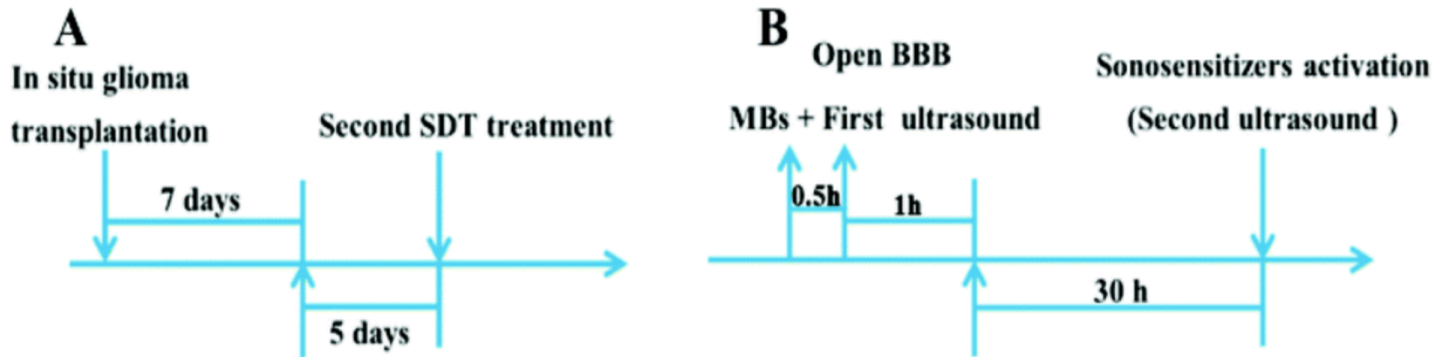 A
In situ glioma
transplantation
Second SDT treatment
7 days
5 days
B
Open BBB
MBs + First ultrasound
Sonosensitizers activation
(Second ultrasound )
0.5h
1h
30 h